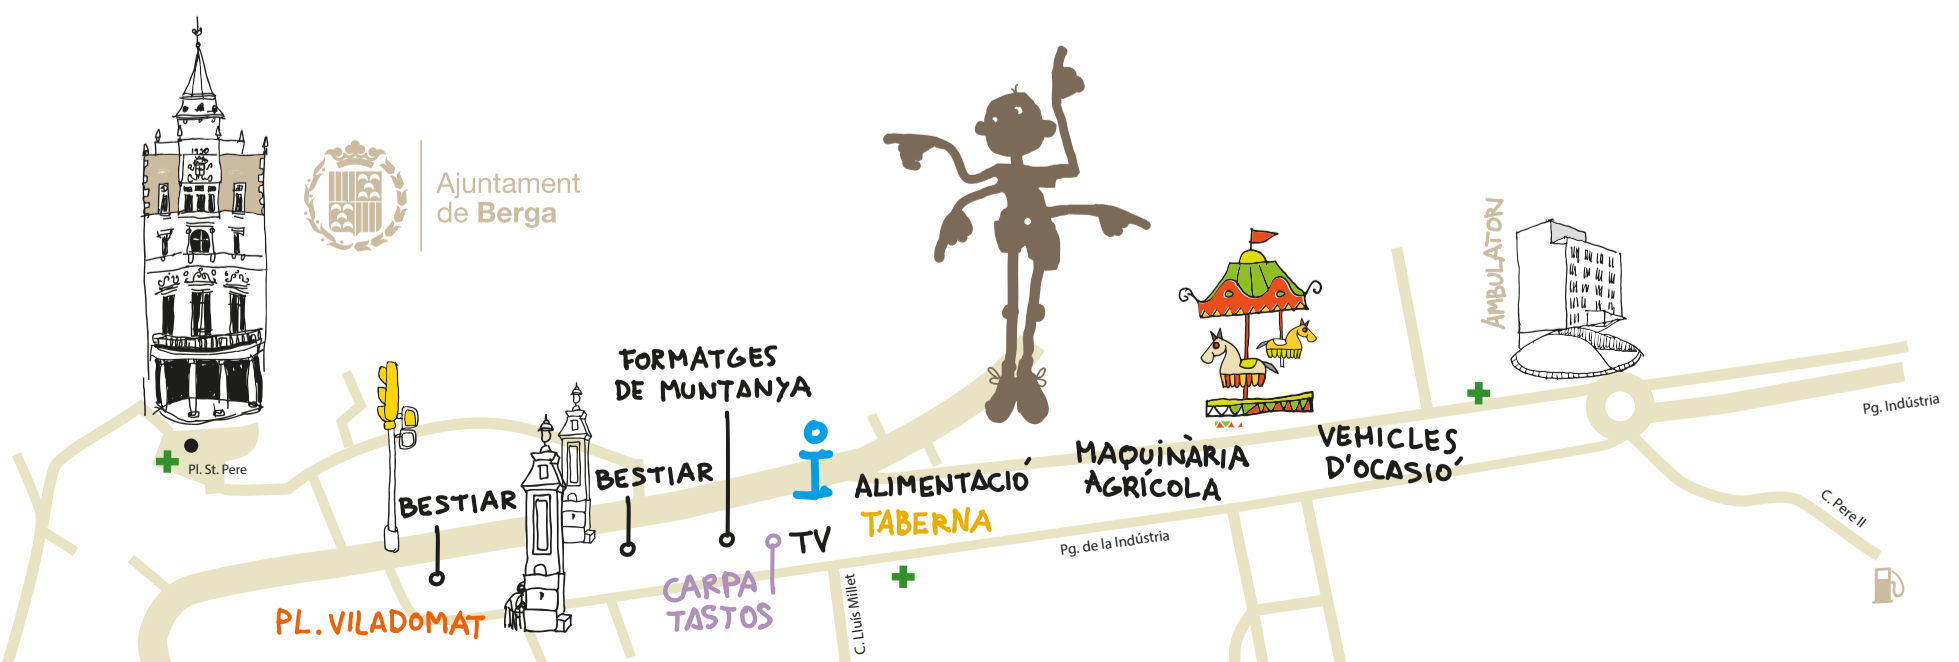 1930
Ajuntament
de Berga
Pl. St. Pere
BESTIAR
PL. VILADOMAT
BESTIAR
FORMATGES
DE MUNTANYA
CARPA
TASTOS
TV
i
ALIMENTACIÓ
TABERNA
C. Lluís Millet
MAQUINÀRIA
AGRÍCOLA
Pg. de la Indústria
VEHICLES
D'OCASIÓ
AMBULATORI
Pg. Indústria
C. Pere II